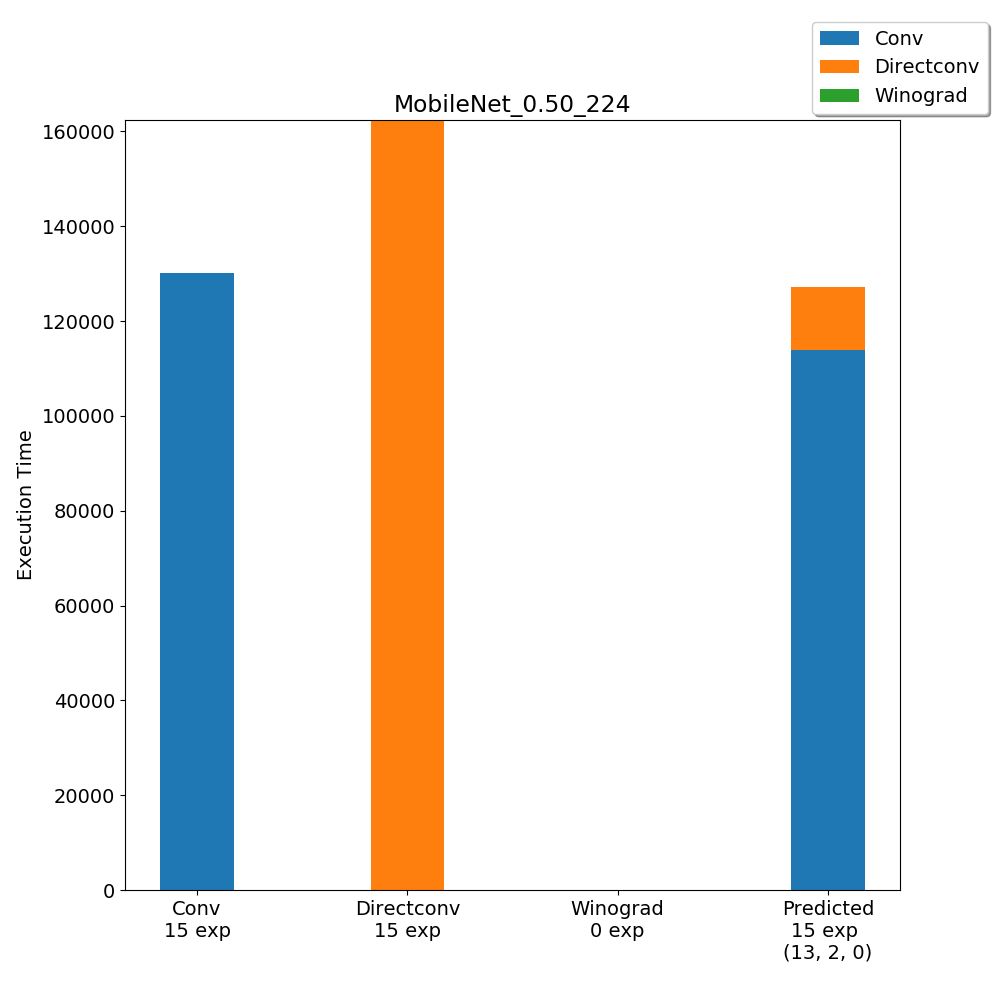 Conv
Directconv
Winograd
MobileNet_0.50_224
160000
140000
120000
100000
80000
60000
40000
20000
0
Execution Time
Conv
15 exp
Directconv
15 exp
Winograd
0 exp
Predicted
15 exp
(13, 2, 0)